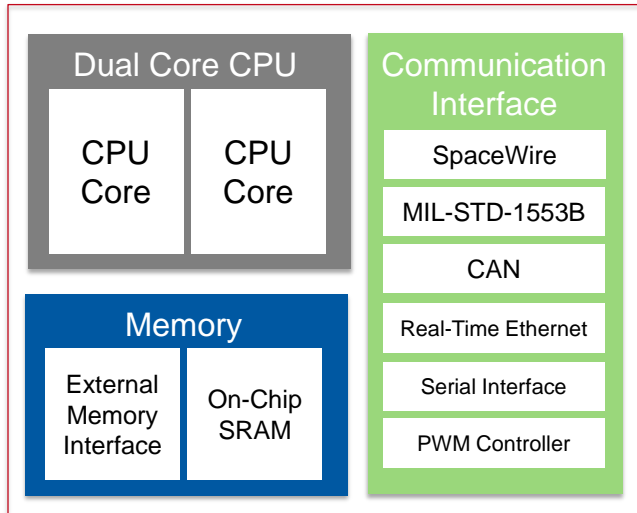 Dual Core CPU
CPU
Core
CPU
Core
Memory
External
Memory
Interface
On-Chip
SRAM
Communication
Interface
SpaceWire
MIL-STD-1553B
CAN
Real-Time Ethernet
Serial Interface
PWM Controller